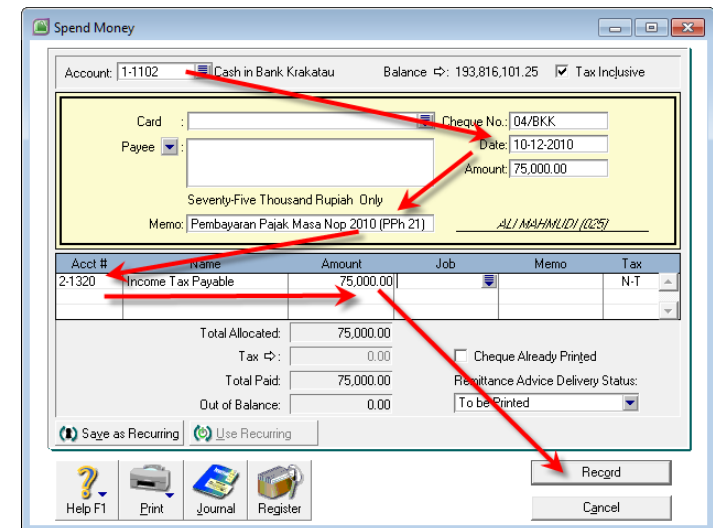 Spend Money
Account: 1-1102 Cash in Bank Krakatau Balance ⇨: 193,816,101.25 Tax Inclusive
Card : Cheque No.: 04/BKK
Payee : Date: 10-12-2010
Amount: 75,000.00
Seventy-Five Thousand Rupiah Only
Memo: Pembayaran Pajak Masa Nop 2010 (PPh 21) ALI MAHMUDI (025)
Acct # Name Amount Job Memo Tax
2-1320 Income Tax Payable 75,000.00 N-T
Total Allocated: 75,000.00
Tax ⇨: 0.00 Cheque Already Printed
Total Paid: 75,000.00 Remittance Advice Delivery Status:
Out of Balance: 0.00 To be Printed
Save as Recurring Use Recurring
Record
Help F1 Print Journal Register Cancel